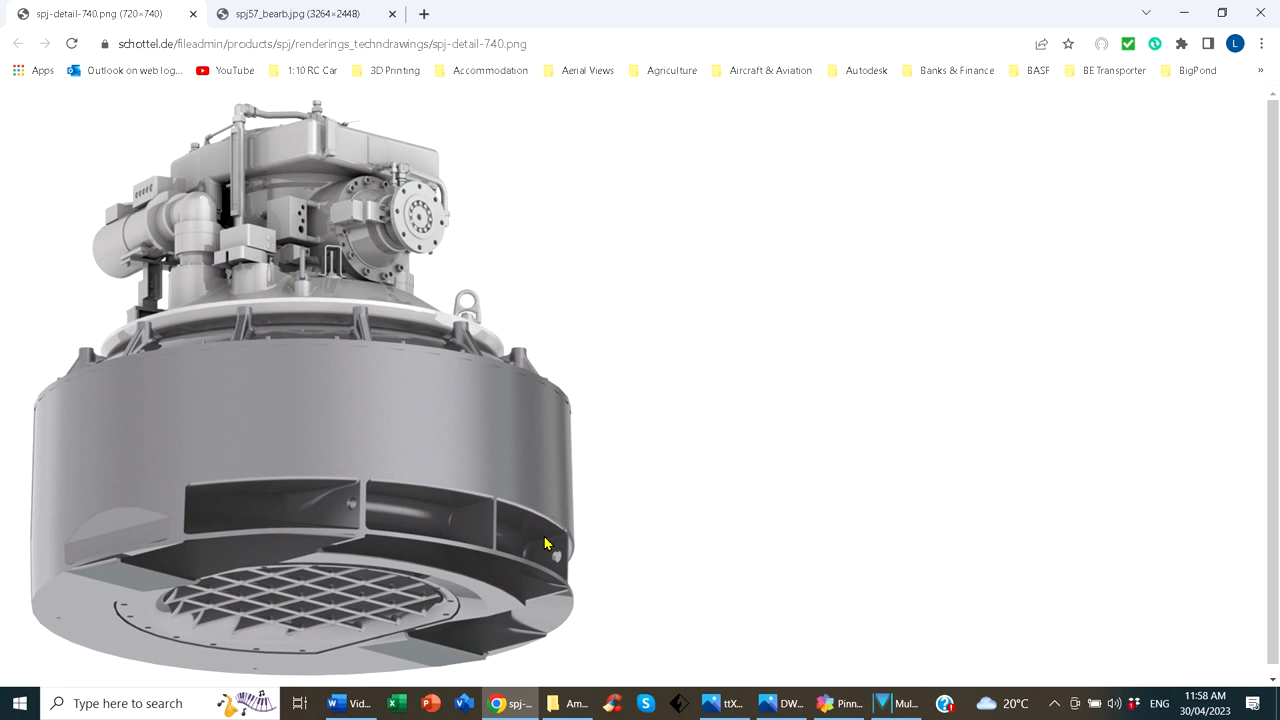 spj-detail-740.png (720×740)
spj57_bearb.jpg (3264×2448)
schottel.de/fileadmin/products/spj/renderings_techndrawings/spj-detail-740.png
L
Apps
Outlook on web log...
YouTube
1:10 RC Car
3D Printing
Accommodation
Aerial Views
Agriculture
Aircraft & Aviation
Autodesk
Banks & Finance
BASF
BE Transporter
BigPond
»
Type here to search
Vid...
spj-...
Am...
ttX...
DW...
Pinn...
Mul...
20°C
ENG
11:58 AM
30/04/2023